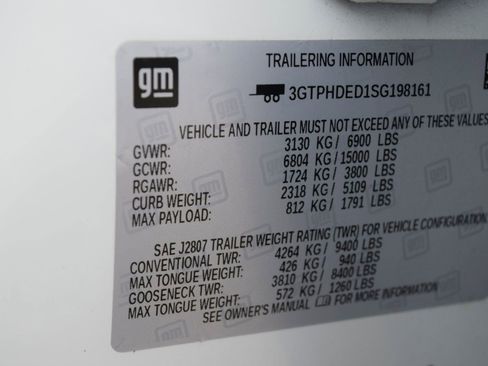 gm
TRAILERING INFORMATION
3GTPHDED1SG198161
VEHICLE AND TRAILER MUST NOT EXCEED ANY OF THESE VALUES
GVWR: 3130 KG / 6900 LBS
GCWR: 6804 KG / 15000 LBS
RGAWR: 1724 KG / 3800 LBS
CURB WEIGHT: 2318 KG / 5109 LBS
MAX PAYLOAD: 812 KG / 1791 LBS
SAE J2807 TRAILER WEIGHT RATING (TWR) FOR VEHICLE CONFIGURATION
CONVENTIONAL TWR: 4264 KG / 9400 LBS
MAX TONGUE WEIGHT: 426 KG / 940 LBS
GOOSENECK TWR: 3810 KG / 8400 LBS
MAX TONGUE WEIGHT: 572 KG / 1260 LBS
SEE OWNER'S MANUAL FOR MORE INFORMATION